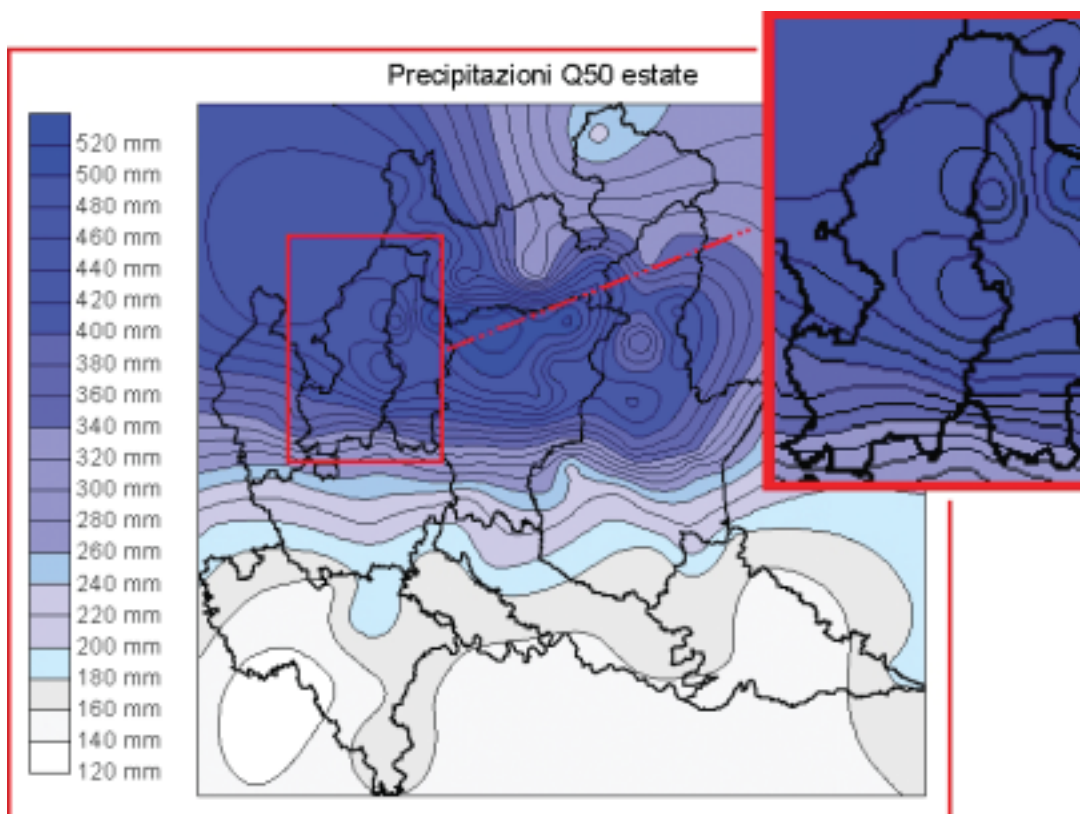 Precipitazioni Q50 estate
520 mm
500 mm
480 mm
460 mm
440 mm
420 mm
400 mm
380 mm
360 mm
340 mm
320 mm
300 mm
280 mm
260 mm
240 mm
220 mm
200 mm
180 mm
160 mm
140 mm
120 mm